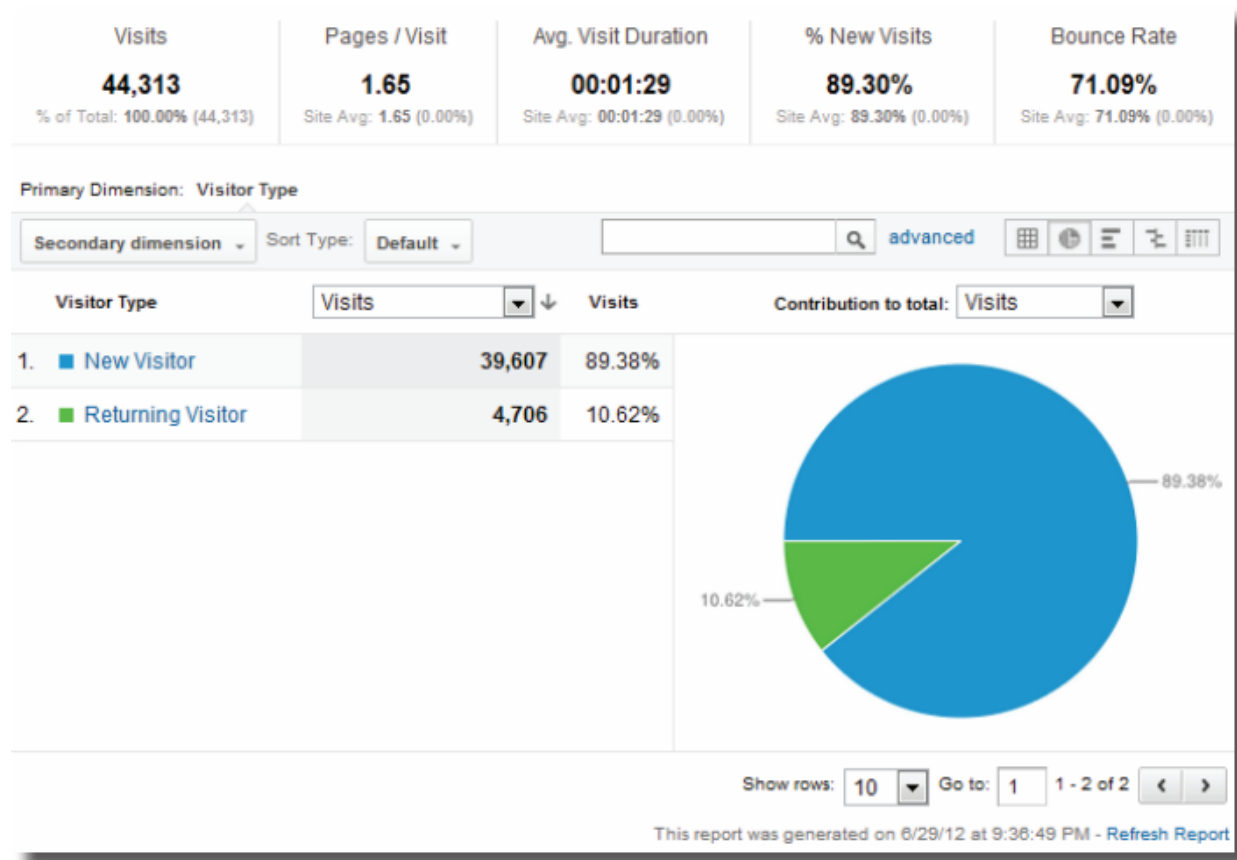 Visits Pages / Visit Avg. Visit Duration % New Visits Bounce Rate
44,313 1.65 00:01:29 89.30% 71.09%
% of Total: 100.00% (44,313) Site Avg: 1.65 (0.00%) Site Avg: 00:01:29 (0.00%) Site Avg: 89.30% (0.00%) Site Avg: 71.09% (0.00%)
Primary Dimension: Visitor Type
Secondary dimension Sort Type: Default advanced
Visitor Type Visits Visits Contribution to total: Visits
1. New Visitor 39,607 89.38%
2. Returning Visitor 4,706 10.62%
89.38%
10.62%
Show rows: 10 Go to: 1 1 - 2 of 2
This report was generated on 6/29/12 at 9:36:49 PM - Refresh Report